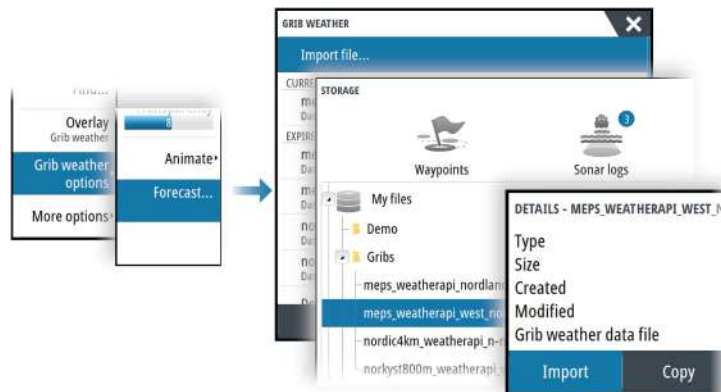 Overlay
Grib weather
Grib weather
options
More options
8
Animate
Forecast...
GRIB WEATHER
Import file...
STORAGE
3
Waypoints
Sonar logs
My files
Demo
Gribs
meps_weatherapi_nordlan
meps_weatherapi_west_no
nordic4km_weatherapi_n-r
norkyst800m_weatherapi_
DETAILS - MEPS_WEATHERAPI_WEST_N
Type
Size
Created
Modified
Grib weather data file
Import
Copy